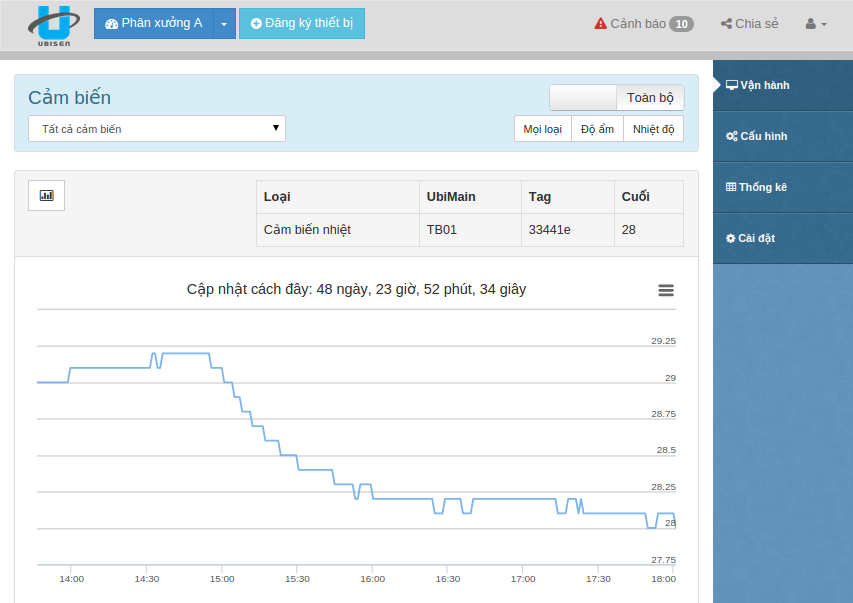 UBISEN
Phân xưởng A
Đăng ký thiết bị
Cảnh báo 10
Chia sẻ
Cảm biến
Toàn bộ
Tất cả cảm biến
Mọi loại Độ ẩm Nhiệt độ
Vận hành
Cấu hình
Thống kê
Cài đặt
Loại UbiMain Tag Cuối
Cảm biến nhiệt TB01 33441e 28
Cập nhật cách đây: 48 ngày, 23 giờ, 52 phút, 34 giây
29.25
29
28.75
28.5
28.25
28
27.75
14:00 14:30 15:00 15:30 16:00 16:30 17:00 17:30 18:00